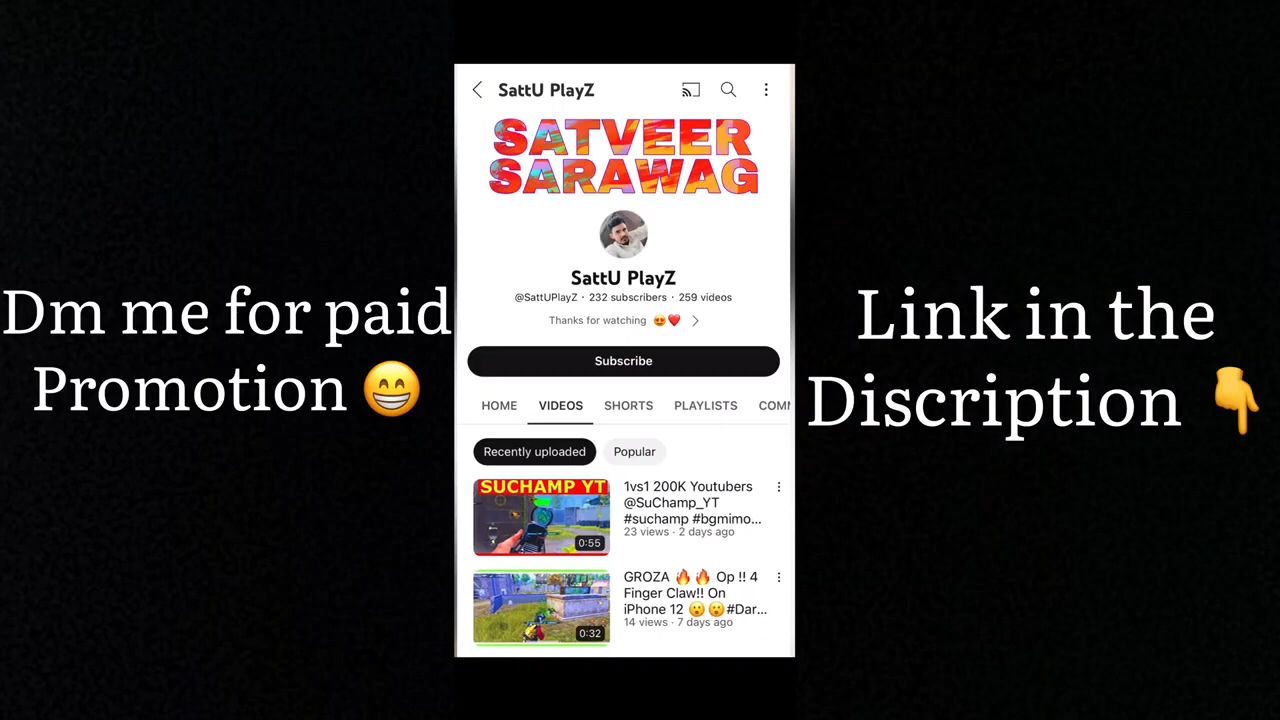 Dm me for paid
Promotion 😁
SattU PlayZ
SATVEER
SARAWAG
SattU PlayZ
@SattUPlayZ · 232 subscribers · 259 videos
Thanks for watching 😍❤️
Subscribe
HOME VIDEOS SHORTS PLAYLISTS COM
Recently uploaded Popular
SUCHAMP YT
0:55
1vs1 200K Youtubers
@SuChamp_YT
#suchamp #bgmimo...
23 views · 2 days ago
0:32
GROZA 🔥🔥 Op !! 4
Finger Claw!! On
iPhone 12 😮😮#Dar...
14 views · 7 days ago
Link in the
Discription 👇